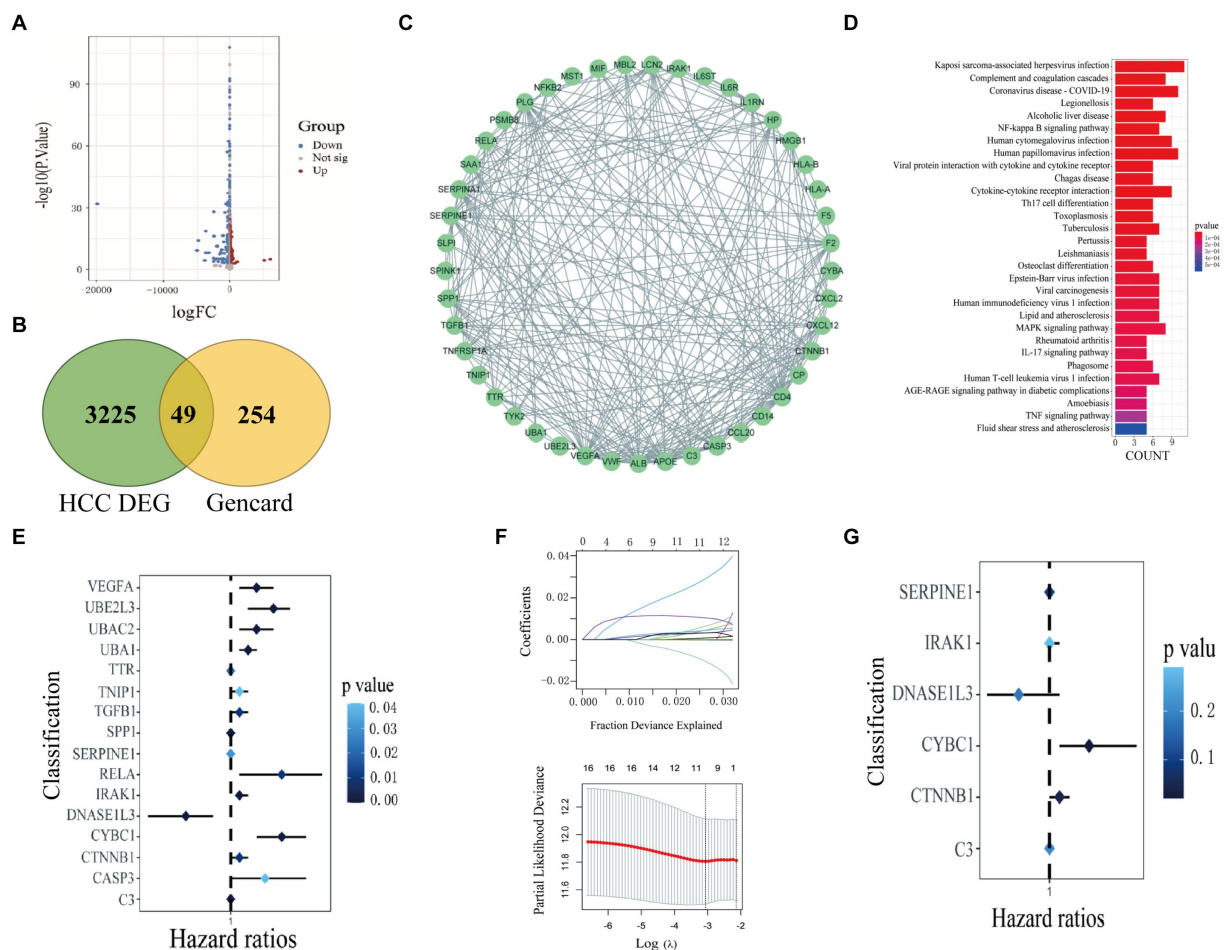 A
-log10(P.Value)
90
60
30
0
-20000
-10000
0
logFC
Group
Down
Not sig
Up
B
3225
49
254
HCC DEG
Gencard
C
LCN2
IRAK1
IL6ST
IL6R
IL1RN
HP
HMGB1
HLA-B
HLA-A
F5
F2
CYBA
CXCL2
CXCL12
CTNNB1
CP
CD4
CD14
CCL20
CASP3
C3
APOE
ALB
VWF
VEGFA
UBE2L3
UBA1
TYK2
TTR
TNIP1
TNFRSF1A
TGFB1
SPP1
SPINK1
SLPI
SERPINE1
SERPINA1
SAA1
RELA
PSMB8
PLG
NFKB2
MST1
MIF
MBL2
D
Kaposi sarcoma-associated herpesvirus infection
Complement and coagulation cascades
Coronavirus disease - COVID-19
Legionellosis
Alcoholic liver disease
NF-kappa B signaling pathway
Human cytomegalovirus infection
Human papillomavirus infection
Viral protein interaction with cytokine and cytokine receptor
Chagas disease
Cytokine-cytokine receptor interaction
Th17 cell differentiation
Toxoplasmosis
Tuberculosis
Pertussis
Leishmaniasis
Osteoclast differentiation
Epstein-Barr virus infection
Viral carcinogenesis
Human immunodeficiency virus 1 infection
Lipid and atherosclerosis
MAPK signaling pathway
Rheumatoid arthritis
IL-17 signaling pathway
Phagosome
Human T-cell leukemia virus 1 infection
AGE-RAGE signaling pathway in diabetic complications
Amoebiasis
TNF signaling pathway
Fluid shear stress and atherosclerosis
0 3 6 9
COUNT
pvalue
1e-04
2e-04
3e-04
4e-04
5e-04
E
Classification
VEGFA
UBE2L3
UBAC2
UBA1
TTR
TNIP1
TGFB1
SPP1
SERPINE1
RELA
IRAK1
DNASE1L3
CYBC1
CTNNB1
CASP3
C3
1
Hazard ratios
p value
0.04
0.03
0.02
0.01
0.00
F
0 4 6 9 11 11 12
Coefficients
0.04
0.02
0.00
-0.02
0.000 0.010 0.020 0.030
Fraction Deviance Explained
16 16 16 14 12 11 9 1
Partial Likelihood Deviance
12.2
12.0
11.8
11.6
-6 -5 -4 -3 -2
Log (λ)
G
Classification
SERPINE1
IRAK1
DNASE1L3
CYBC1
CTNNB1
C3
1
Hazard ratios
p valu
0.2
0.1